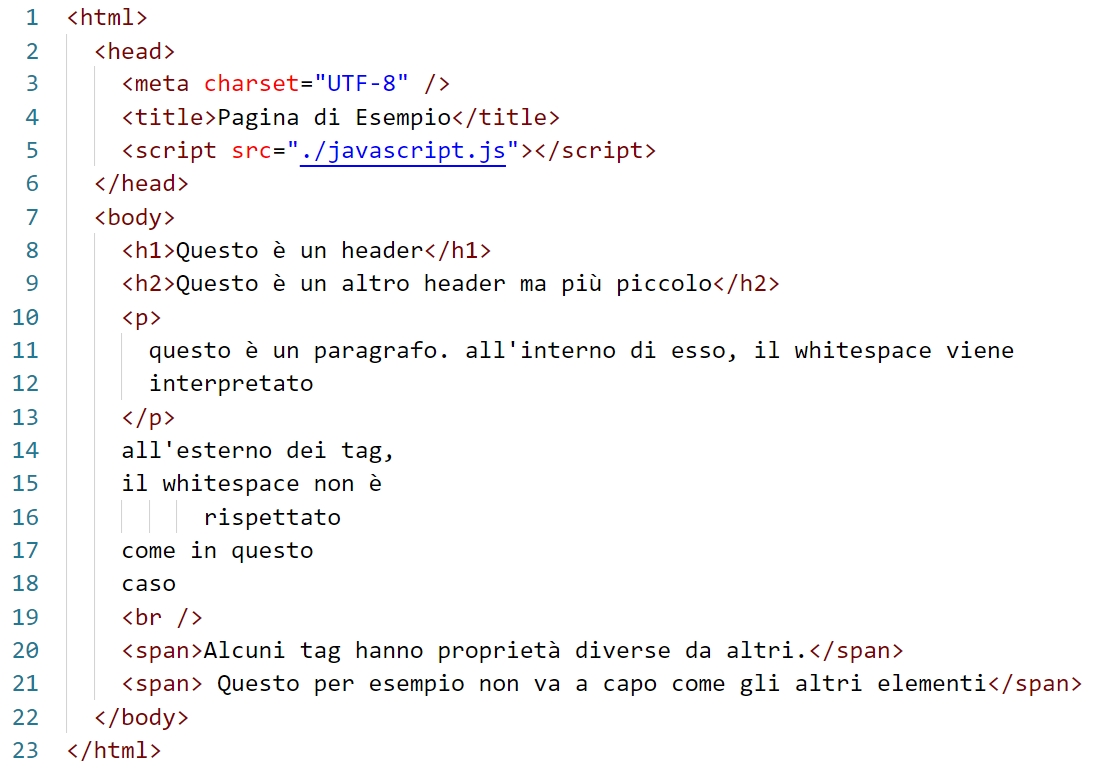 1 <html>
2   <head>
3     <meta charset="UTF-8" />
4     <title>Pagina di Esempio</title>
5     <script src="./javascript.js"></script>
6   </head>
7   <body>
8     <h1>Questo è un header</h1>
9     <h2>Questo è un altro header ma più piccolo</h2>
10     <p>
11       questo è un paragrafo. all'interno di esso, il whitespace viene
12       interpretato
13     </p>
14     all'esterno dei tag,
15     il whitespace non è
16           rispettato
17     come in questo
18     caso
19     <br />
20     <span>Alcuni tag hanno proprietà diverse da altri.</span>
21     <span> Questo per esempio non va a capo come gli altri elementi</span>
22   </body>
23 </html>